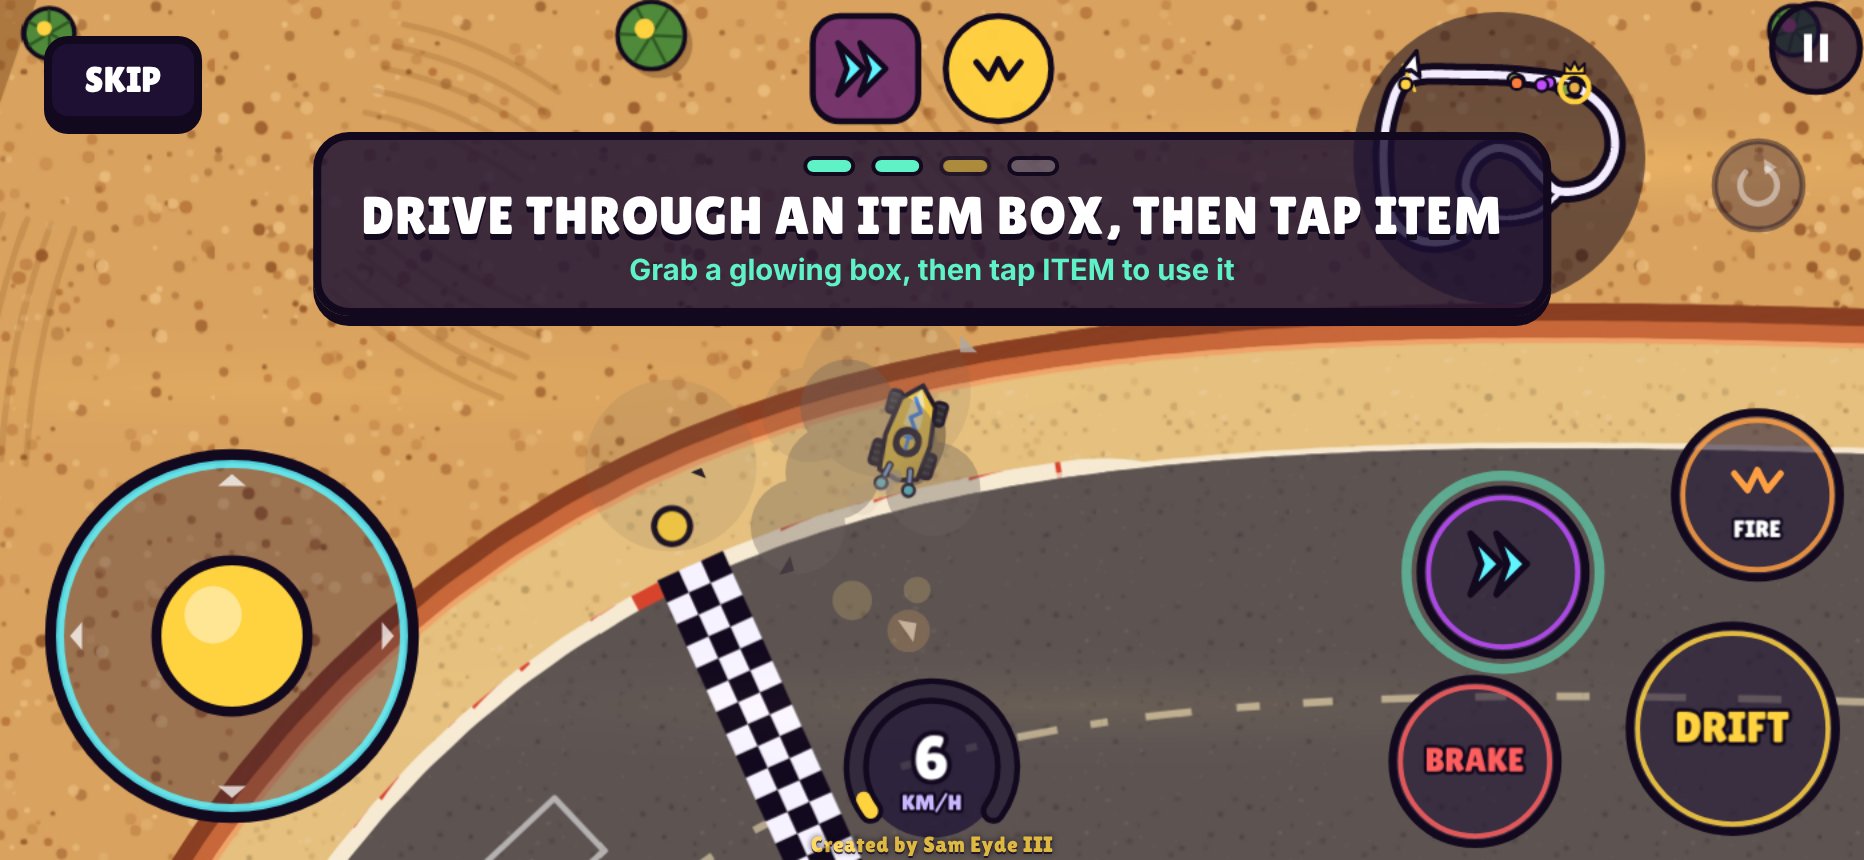 SKIP
DRIVE THROUGH AN ITEM BOX, THEN TAP ITEM
Grab a glowing box, then tap ITEM to use it
FIRE
DRIFT
BRAKE
6
KM/H
Created by Sam Eyde III